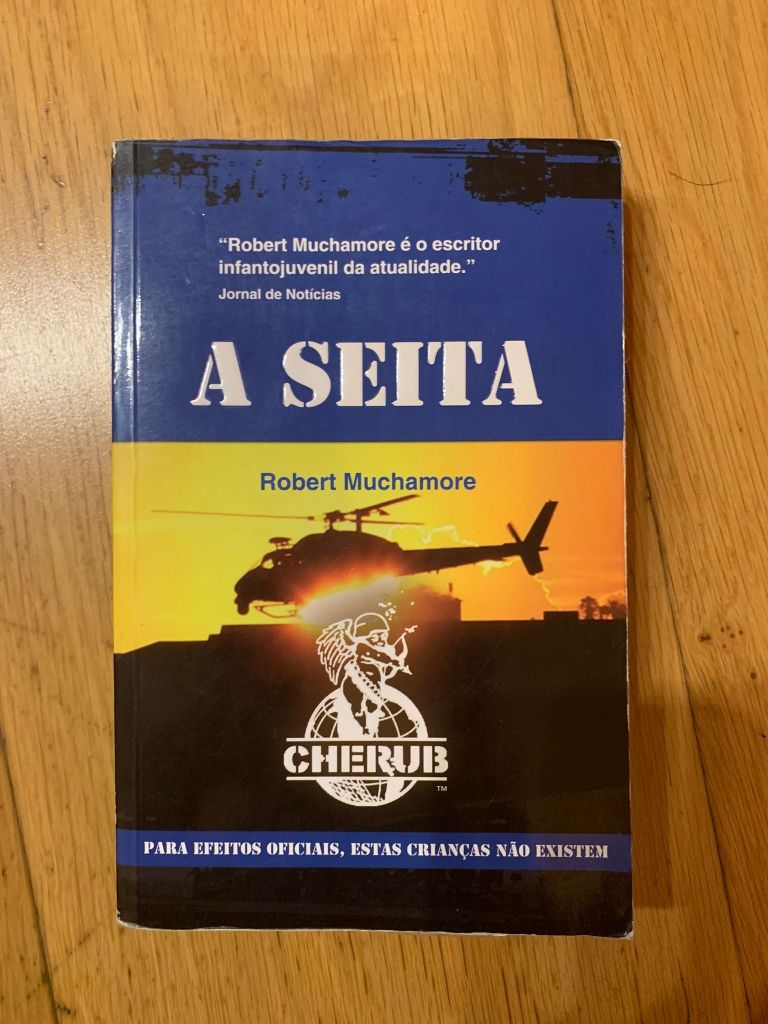 “Robert Muchamore é o escritor
infantojuvenil da atualidade.”
Jornal de Notícias
A SEITA
Robert Muchamore
CHERUB
™
PARA EFEITOS OFICIAIS, ESTAS CRIANÇAS NÃO EXISTEM